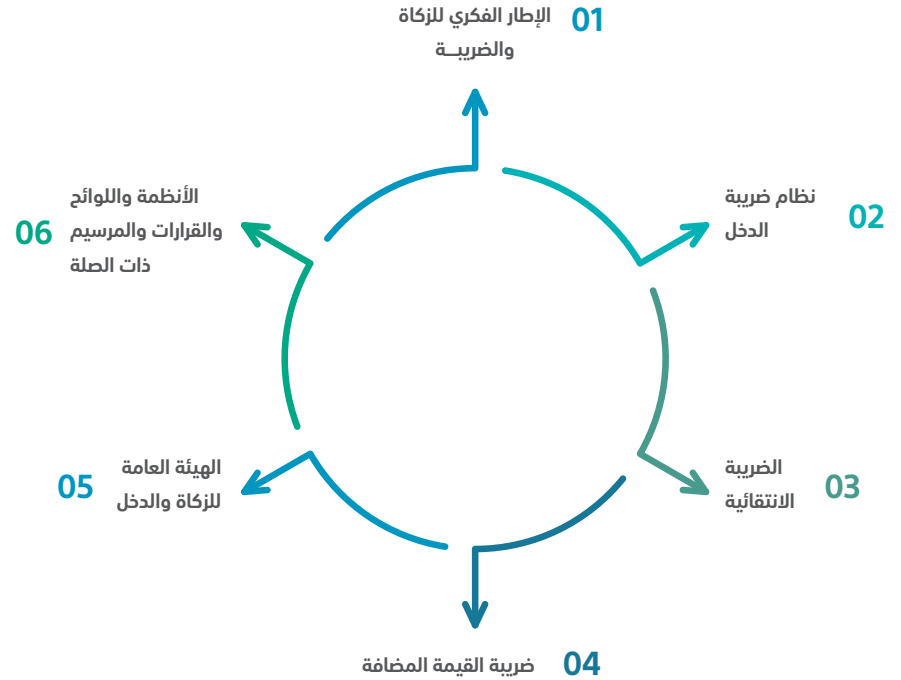 01 الإطار الفكري للزكاة
والضريبـــة
02 نظام ضريبة
الدخل
03 الضريبة
الانتقائية
04 ضريبة القيمة المضافة
05 الهيئة العامة
للزكاة والدخل
06 الأنظمة واللوائح
والقرارات والمرسيم
ذات الصلة